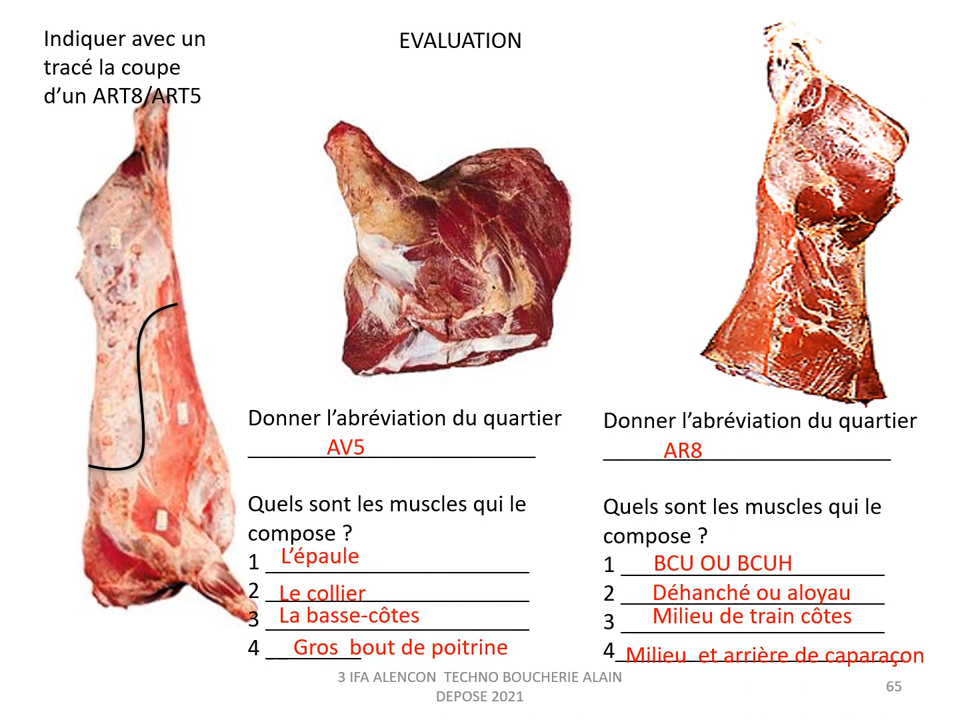 Indiquer avec un
tracé la coupe
d’un ART8/ART5
EVALUATION
Donner l’abréviation du quartier
AV5
Quels sont les muscles qui le
compose ?
1 L’épaule
2 Le collier
3 La basse-côtes
4 Gros bout de poitrine
Donner l’abréviation du quartier
AR8
Quels sont les muscles qui le
compose ?
1 BCU OU BCUH
2 Déhanché ou aloyau
3 Milieu de train côtes
4 Milieu et arrière de caparaçon
3 IFA ALENCON TECHNO BOUCHERIE ALAIN
DEPOSE 2021
65